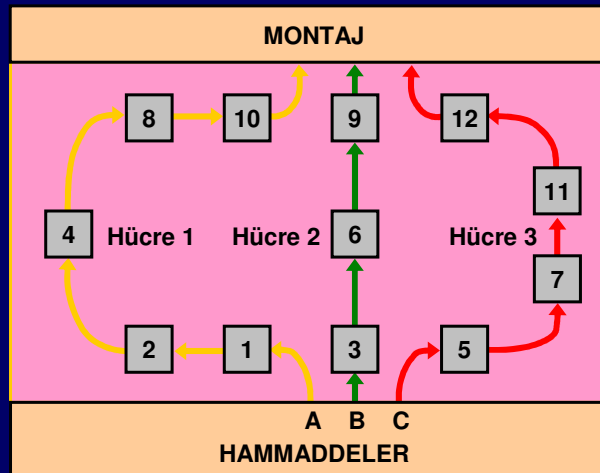 MONTAJ
8 10 9 12
11
4 Hücre 1 Hücre 2 6 Hücre 3
7
2 1 3 5
A B C
HAMMADDELER